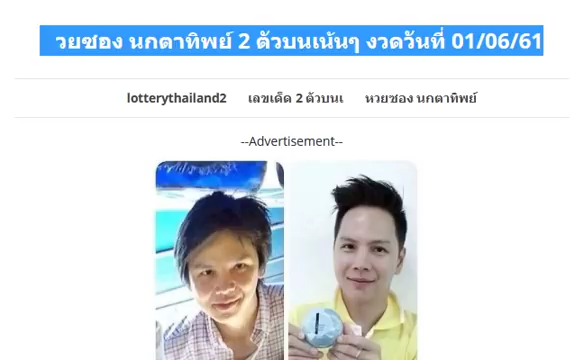 วยซอง นกตาทิพย์ 2 ตัวบนเน้นๆ งวดวันที่ 01/06/61
lotterythailand2 เลขเด็ด 2 ตัวบนเ หวยซอง นกตาทิพย์
--Advertisement--